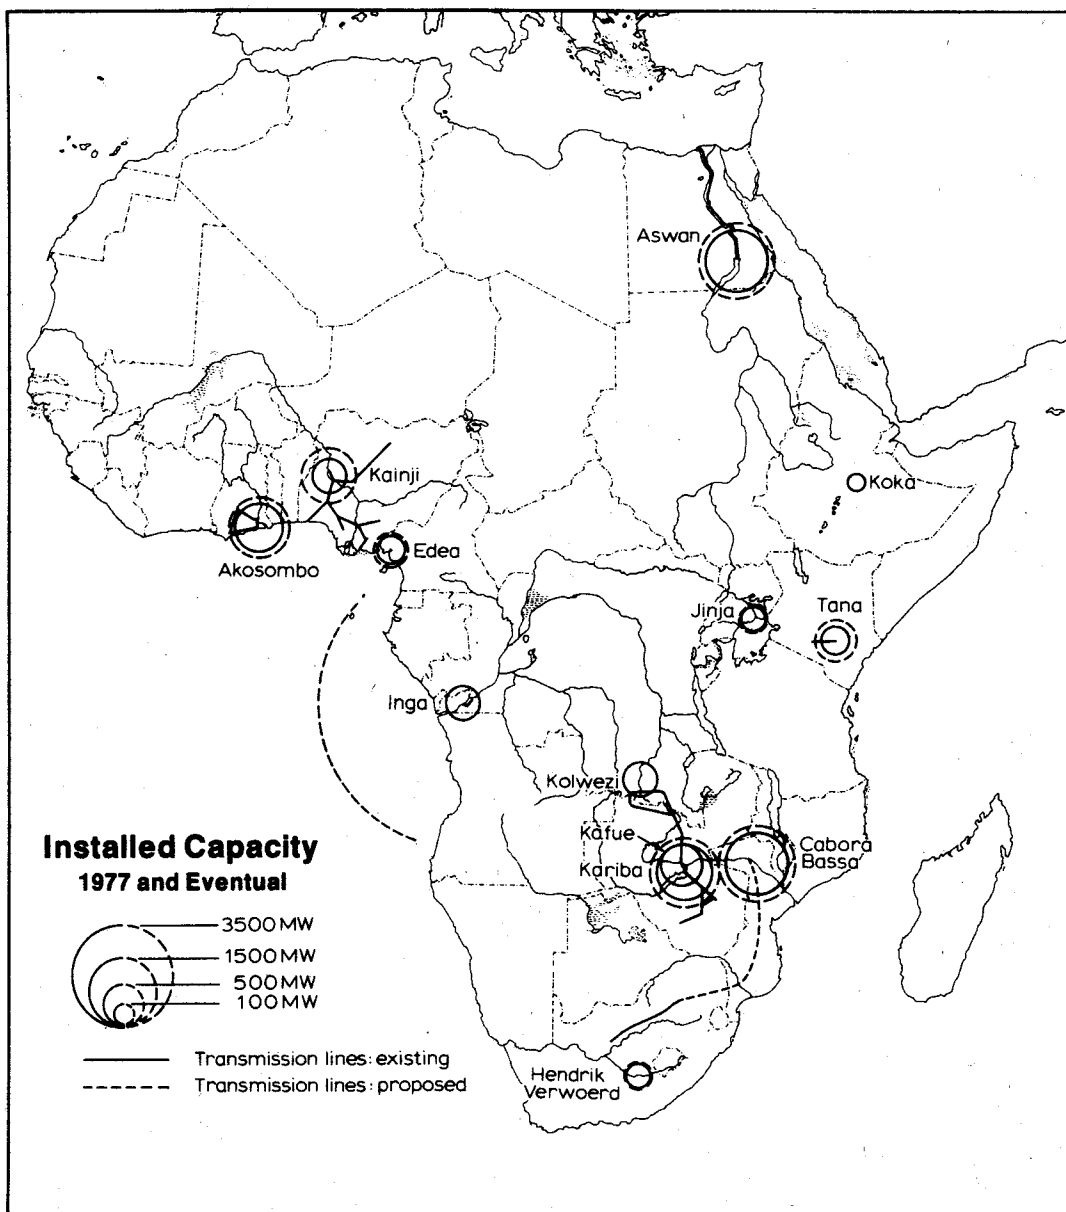 Aswan
Kainji
Koka
Akosombo
Edea
Jinja
Tana
Inga
Kolwezi
Kafue
Kariba
Cabora
Bassa
Installed Capacity
1977 and Eventual
3500 MW
1500 MW
500 MW
100 MW
Transmission lines: existing
Transmission lines: proposed
Hendrik
Verwoerd